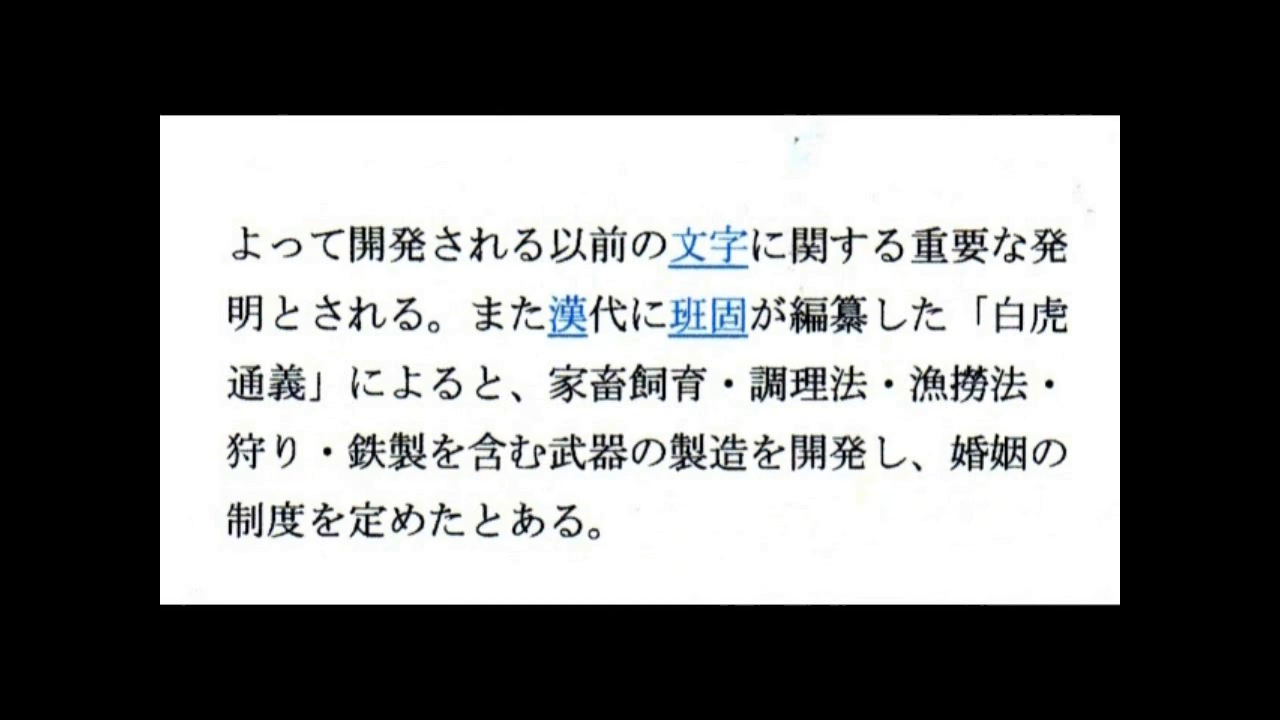 よって開発される以前の文字に関する重要な発
明とされる。また漢代に班固が編纂した「白虎
通義」によると、家畜飼育・調理法・漁撈法・
狩り・鉄製を含む武器の製造を開発し、婚姻の
制度を定めたとある。